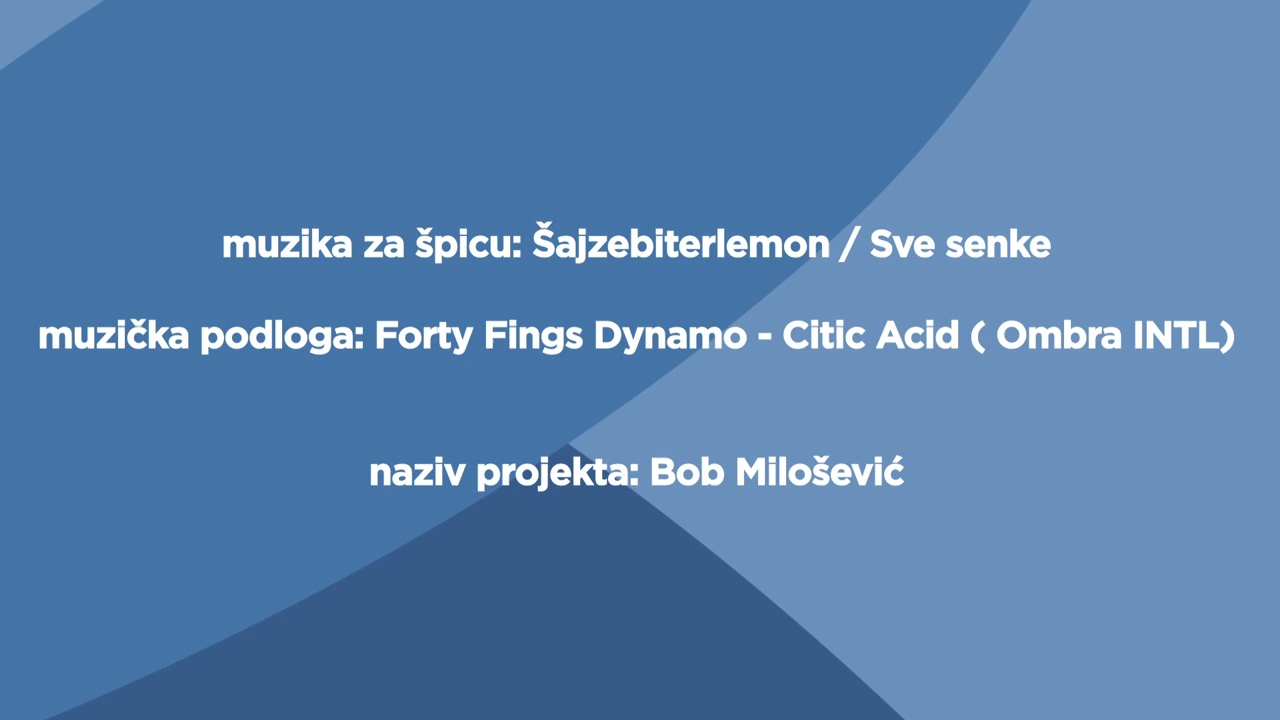 muzika za špicu: Šajzebiterlemon / Sve senke
muzička podloga: Forty Fings Dynamo - Citic Acid ( Ombra INTL)
naziv projekta: Bob Milošević